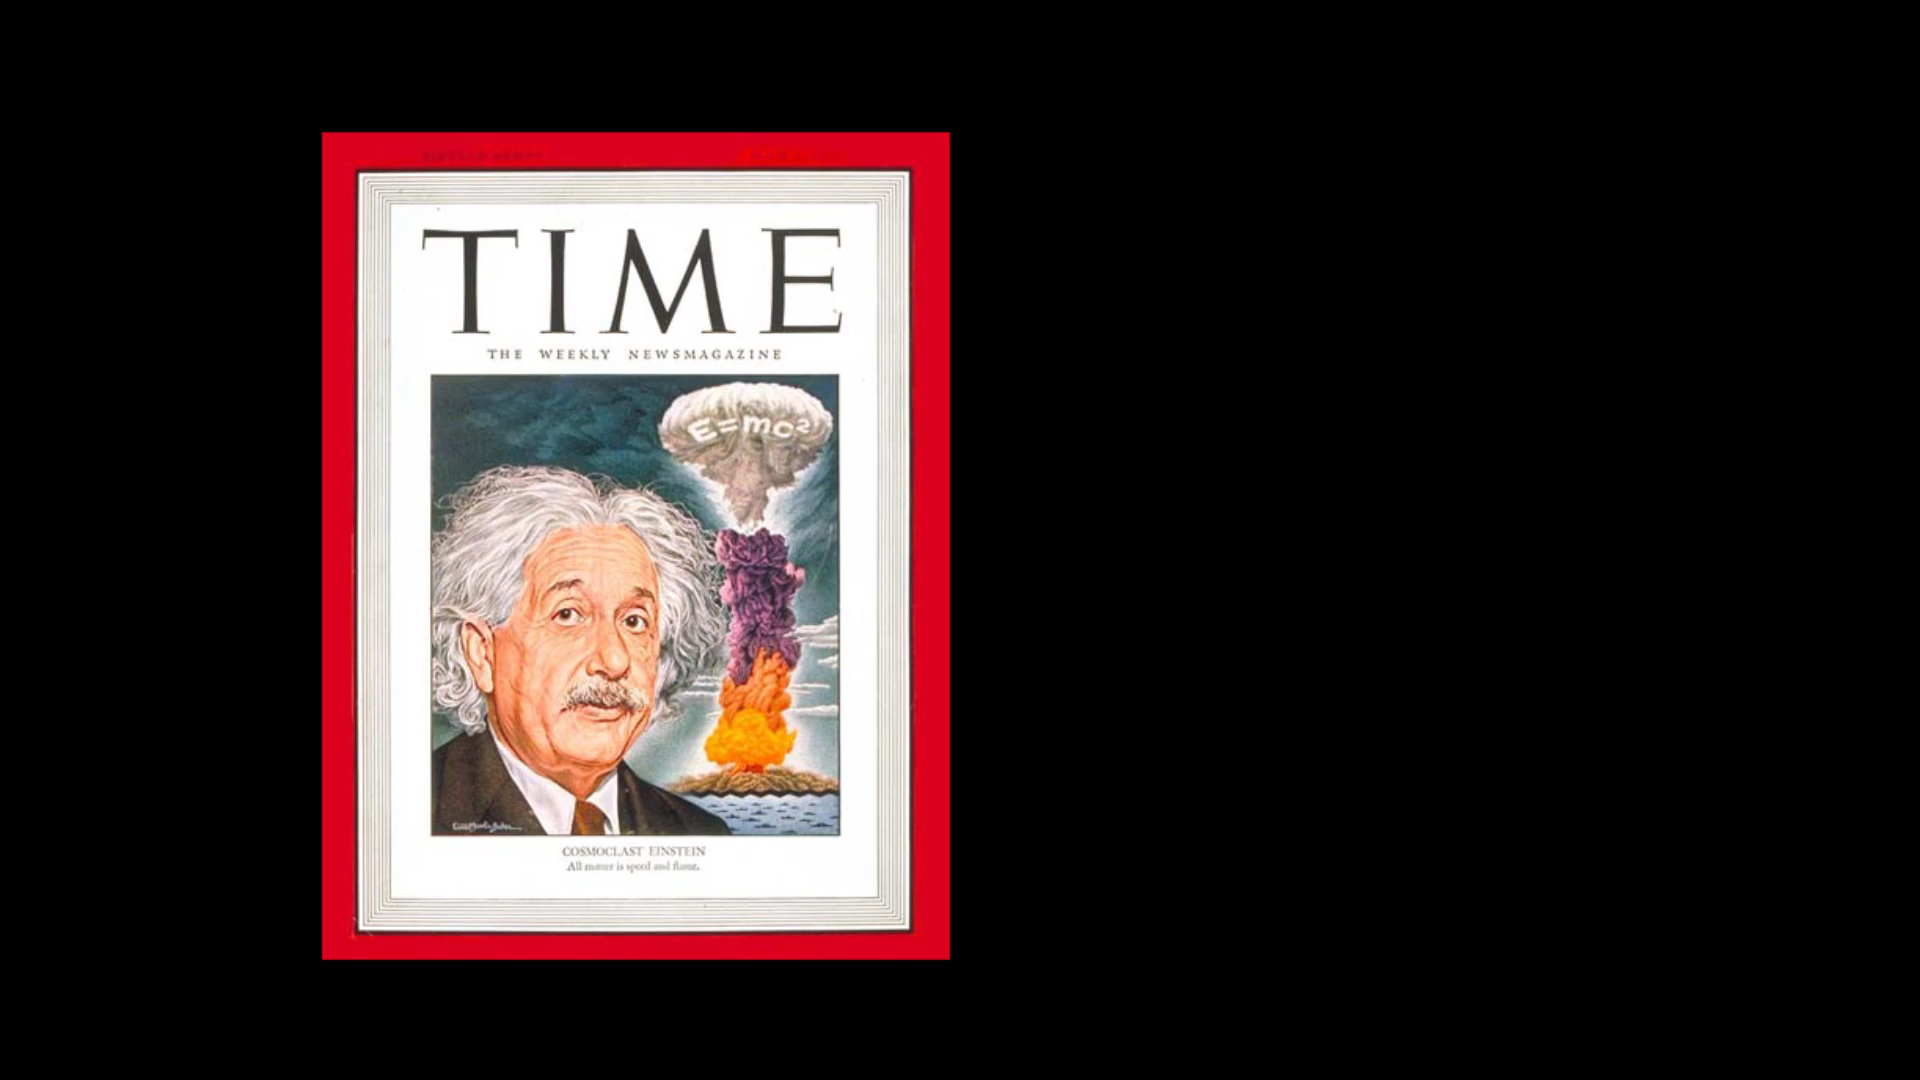 TIME
THE WEEKLY NEWSMAGAZINE
E=mc²
COSMOCLAST EINSTEIN
All matter is speed and flame.